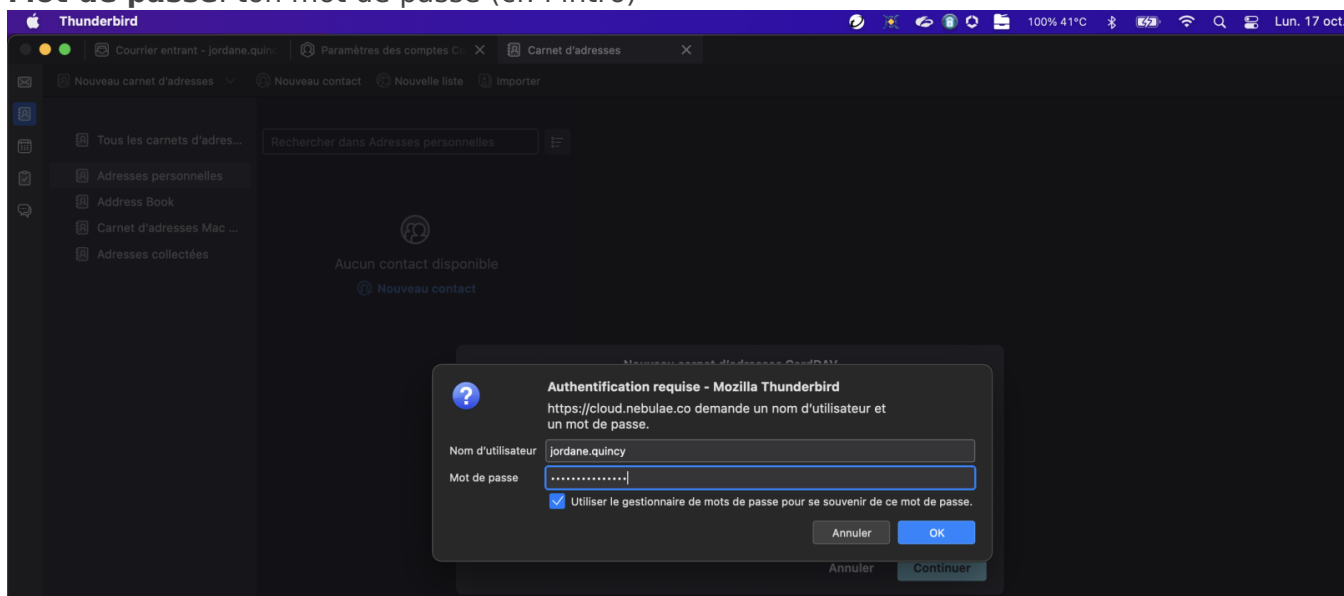 Mot de passe: ton mot de passe (en l'intro)
Thunderbird
100% 41°C
Lun. 17 oct.
Courrier entrant - jordane.quinc
Paramètres des comptes Co
Carnet d'adresses
Nouveau carnet d'adresses
Nouveau contact
Nouvelle liste
Importer
Tous les carnets d'adres...
Rechercher dans Adresses personnelles
Adresses personnelles
Address Book
Carnet d'adresses Mac ...
Adresses collectées
Aucun contact disponible
Nouveau contact
Nouveau carnet d'adresses CardDAV
Authentification requise - Mozilla Thunderbird
https://cloud.nebulae.co demande un nom d'utilisateur et
un mot de passe.
Nom d'utilisateur jordane.quincy
Mot de passe •••••••••••••••
Utiliser le gestionnaire de mots de passe pour se souvenir de ce mot de passe.
Annuler OK
Annuler Continuer